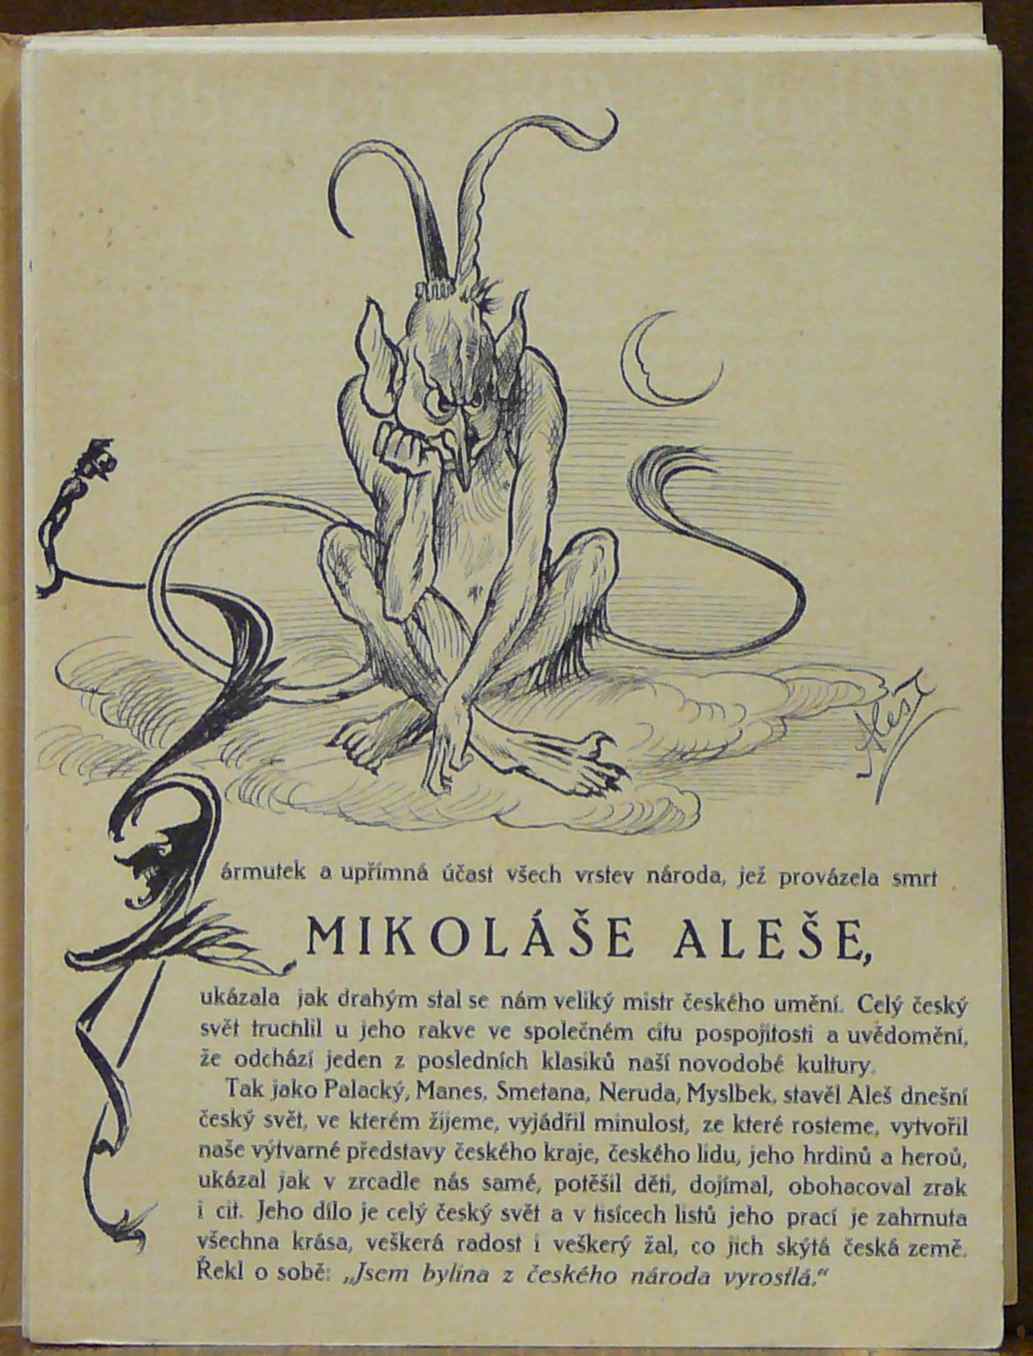 Aleš
Zármutek a upřímná účast všech vrstev národa, jež provázela smrt
MIKOLÁŠE ALEŠE,
ukázala jak drahým stal se nám veliký mistr českého umění. Celý český
svět truchlil u jeho rakve ve společném citu pospojitosti a uvědomění,
že odchází jeden z posledních klasiků naší novodobé kultury.
Tak jako Palacký, Manes, Smetana, Neruda, Myslbek, stavěl Aleš dnešní
český svět, ve kterém žijeme, vyjádřil minulost, ze které rosteme, vytvořil
naše výtvarné představy českého kraje, českého lidu, jeho hrdinů a heroů,
ukázal jak v zrcadle nás samé, potěšil děti, dojímal, obohacoval zrak
i cit. Jeho dílo je celý český svět a v tisících listů jeho prací je zahrnuta
všechna krása, veškerá radost i veškerý žal, co jich skýtá česká země.
Řekl o sobě: „Jsem bylina z českého národa vyrostlá.“